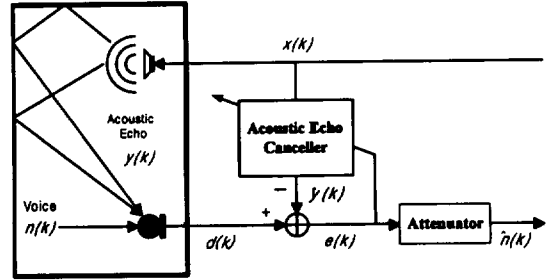 x(k)
Acoustic
Echo
y(k)
Acoustic Echo
Canceller
− ŷ(k)
Voice
n(k)
+
d(k)
e(k)
Attenuator
n̂(k)